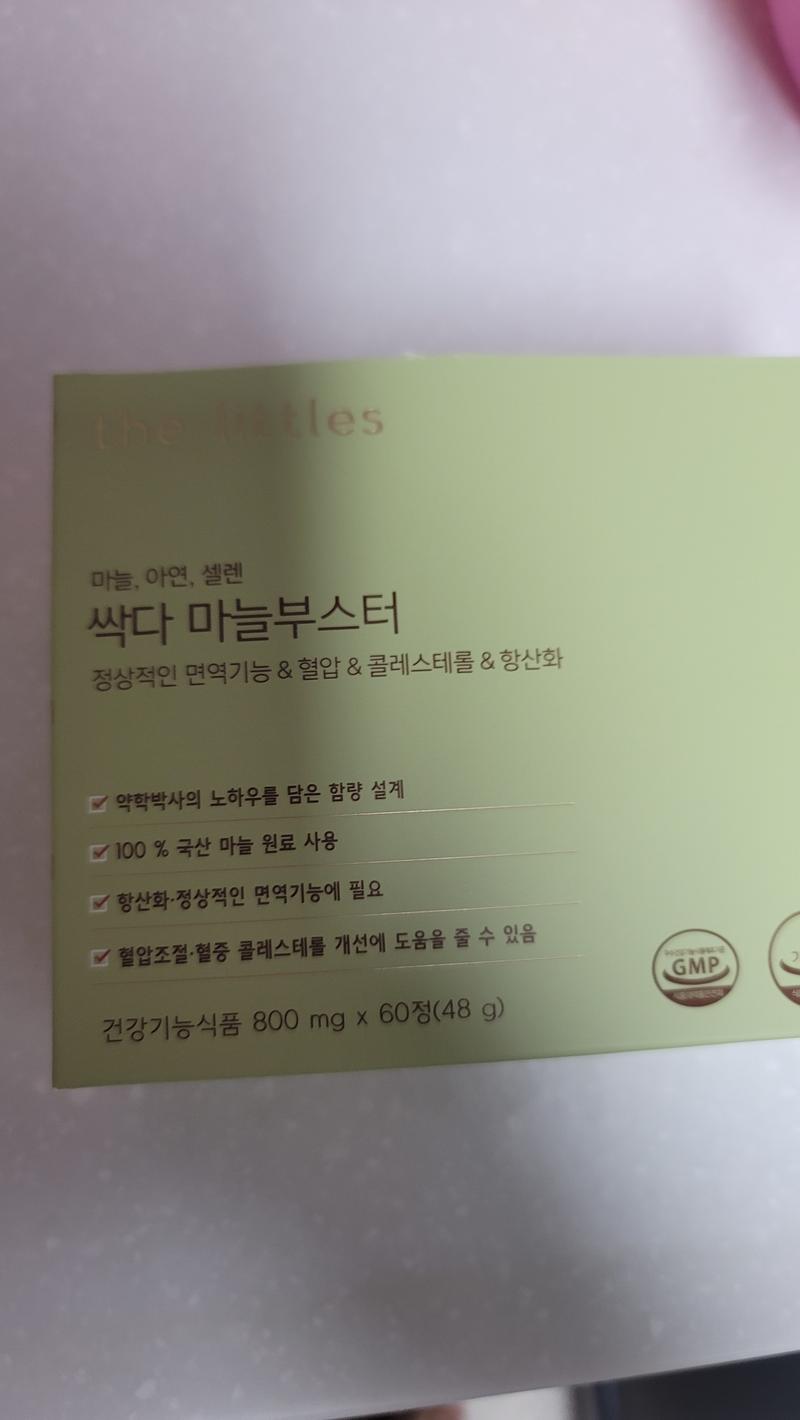 the littles
마늘, 아연, 셀렌
싹다 마늘부스터
정상적인 면역기능 & 혈압 & 콜레스테롤 & 항산화
약학박사의 노하우를 담은 함량 설계
100 % 국산 마늘 원료 사용
항산화·정상적인 면역기능에 필요
혈압조절·혈중 콜레스테롤 개선에 도움을 줄 수 있음
건강기능식품 800 mg x 60정(48 g)
GMP